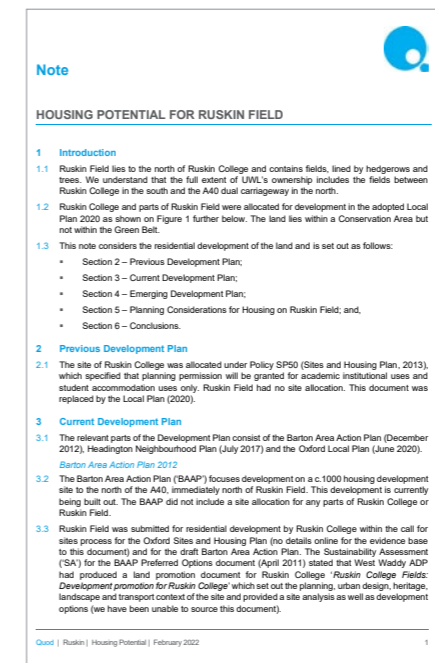 Note
HOUSING POTENTIAL FOR RUSKIN FIELD
1 Introduction
1.1 Ruskin Field lies to the north of Ruskin College and contains fields, lined by hedgerows and
trees. We understand that the full extent of UWL's ownership includes the fields between
Ruskin College in the south and the A40 dual carriageway in the north.
1.2 Ruskin College and parts of Ruskin Field were allocated for development in the adopted Local
Plan 2020 as shown on Figure 1 further below. The land lies within a Conservation Area but
not within the Green Belt.
1.3 This note considers the residential development of the land and is set out as follows:
▪ Section 2 – Previous Development Plan;
▪ Section 3 – Current Development Plan;
▪ Section 4 – Emerging Development Plan;
▪ Section 5 – Planning Considerations for Housing on Ruskin Field; and,
▪ Section 6 – Conclusions.
2 Previous Development Plan
2.1 The site of Ruskin College was allocated under Policy SP50 (Sites and Housing Plan, 2013),
which specified that planning permission will be granted for academic institutional uses and
student accommodation uses only. Ruskin Field had no site allocation. This document was
replaced by the Local Plan (2020).
3 Current Development Plan
3.1 The relevant parts of the Development Plan consist of the Barton Area Action Plan (December
2012), Headington Neighbourhood Plan (July 2017) and the Oxford Local Plan (June 2020).
Barton Area Action Plan 2012
3.2 The Barton Area Action Plan ('BAAP') focuses development on a c.1000 housing development
site to the north of the A40, immediately north of Ruskin Field. This development is currently
being built out. The BAAP did not include a site allocation for any parts of Ruskin College or
Ruskin Field.
3.3 Ruskin Field was submitted for residential development by Ruskin College within the call for
sites process for the Oxford Sites and Housing Plan (no details online for the evidence base
to this document) and for the draft Barton Area Action Plan. The Sustainability Assessment
('SA') for the BAAP Preferred Options document (April 2011) stated that West Waddy ADP
had produced a land promotion document for Ruskin College 'Ruskin College Fields:
Development promotion for Ruskin College' which set out the planning, urban design, heritage,
landscape and transport context of the site and provided a site analysis as well as development
options (we have been unable to source this document).
Quod | Ruskin | Housing Potential | February 2022 1